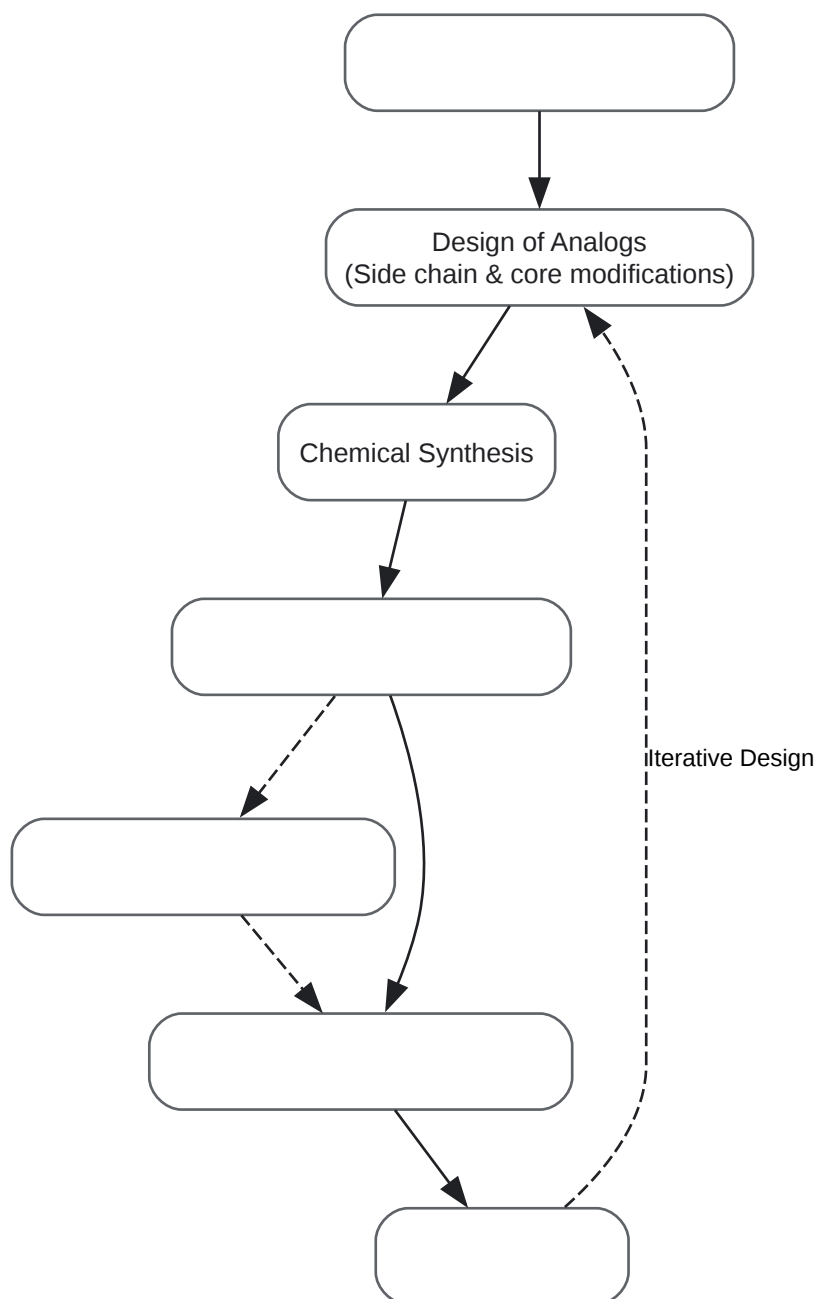 Design of Analogs
(Side chain & core modifications)
Chemical Synthesis
Iterative Design